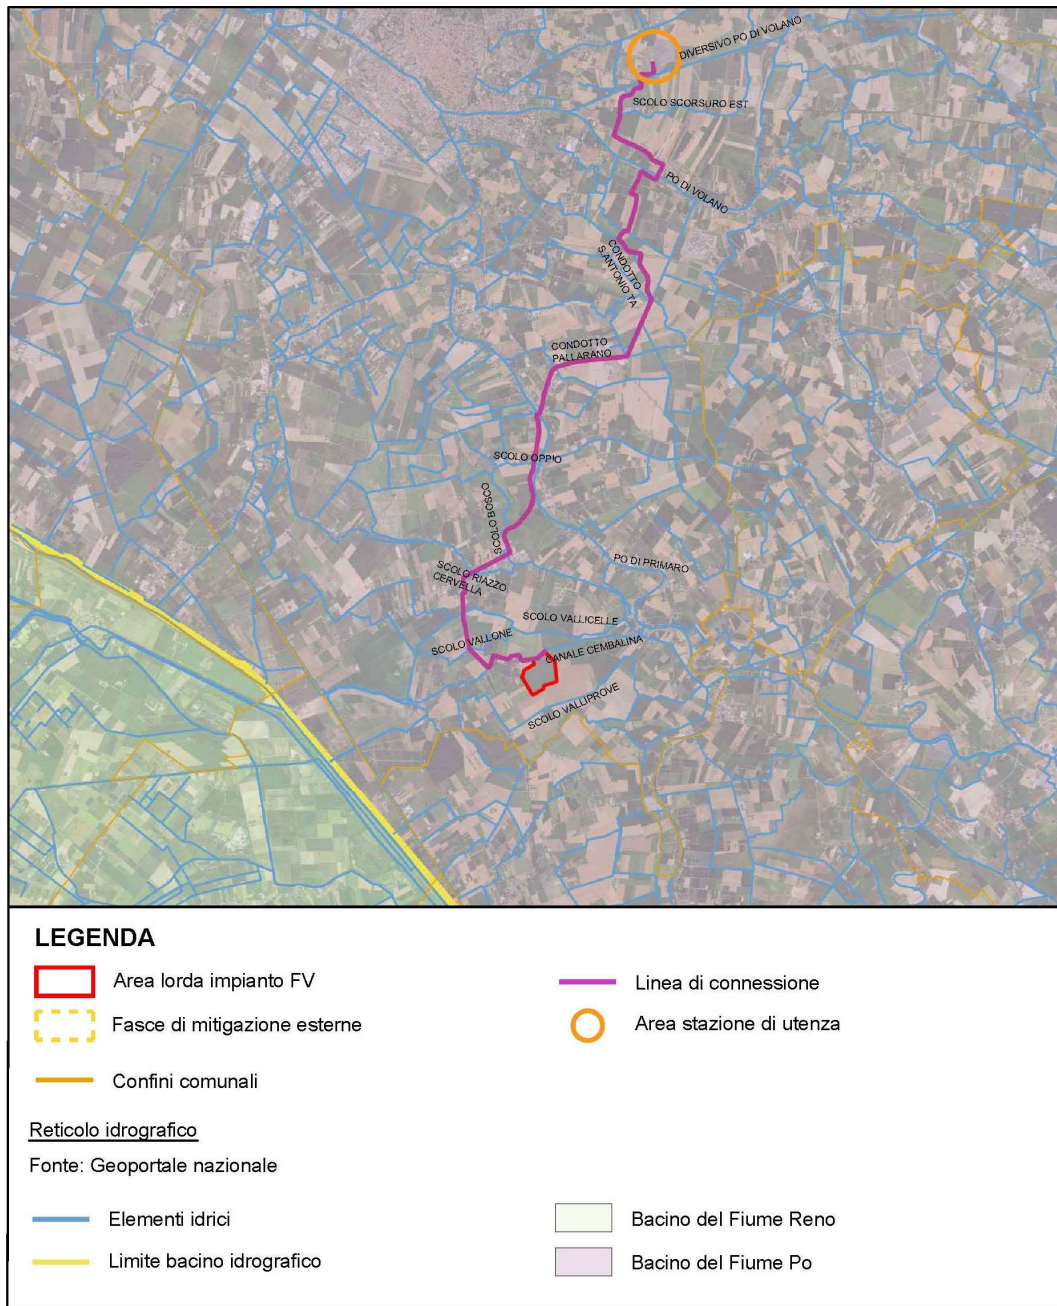 DIVERSIVO PO DI VOLANO
SCOLO SCORSURO EST
PO DI VOLANO
CONDOTTO
S.ANTONIO TA
CONDOTTO
PALLARANO
SCOLO OPPIO
SCOLO BOSCO
PO DI PRIMARO
SCOLO RIAZZO
CERVELLA
SCOLO VALLICELLE
SCOLO VALLONE
CANALE CEMBALINA
SCOLO VALLIPROVE
LEGENDA
Area lorda impianto FV
Linea di connessione
Fasce di mitigazione esterne
Area stazione di utenza
Confini comunali
Reticolo idrografico
Fonte: Geoportale nazionale
Elementi idrici
Bacino del Fiume Reno
Limite bacino idrografico
Bacino del Fiume Po